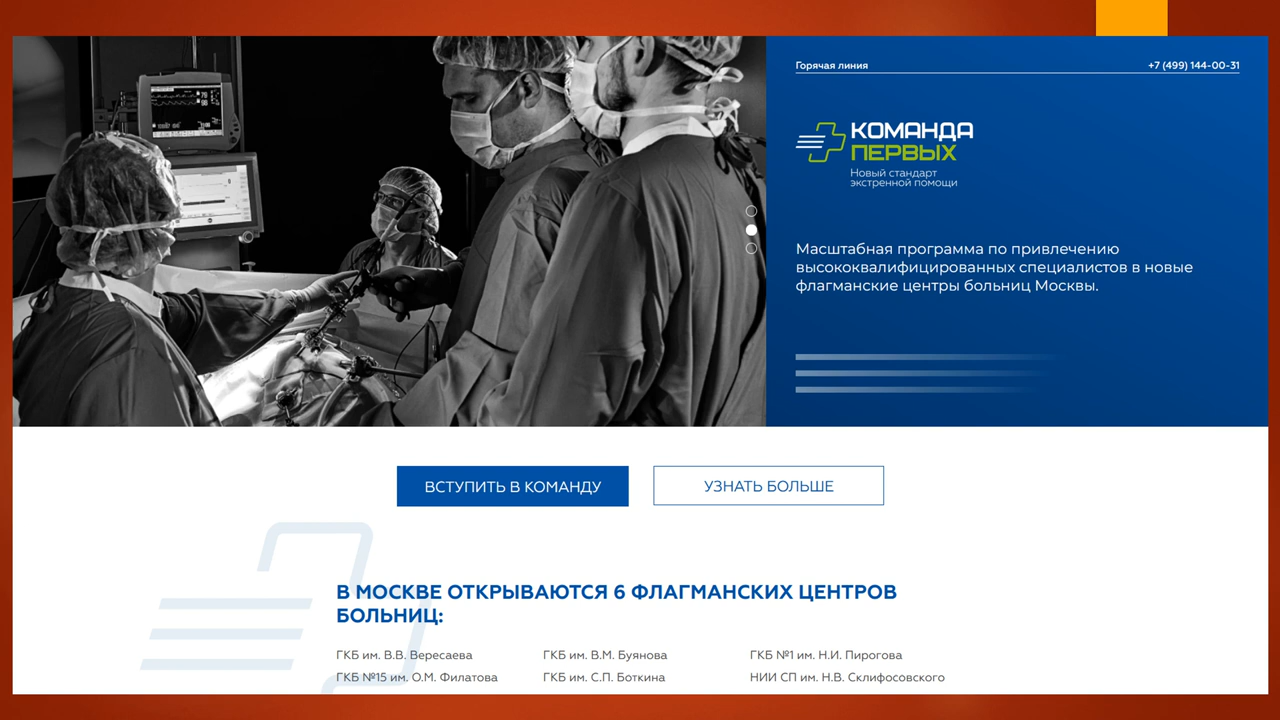 Горячая линия +7 (499) 144-00-31
КОМАНДА
ПЕРВЫХ
Новый стандарт
экстренной помощи
Масштабная программа по привлечению
высококвалифицированных специалистов в новые
флагманские центры больниц Москвы.
ВСТУПИТЬ В КОМАНДУ УЗНАТЬ БОЛЬШЕ
В МОСКВЕ ОТКРЫВАЮТСЯ 6 ФЛАГМАНСКИХ ЦЕНТРОВ
БОЛЬНИЦ:
ГКБ им. В.В. Вересаева ГКБ им. В.М. Буянова ГКБ №1 им. Н.И. Пирогова
ГКБ №15 им. О.М. Филатова ГКБ им. С.П. Боткина НИИ СП им. Н.В. Склифосовского